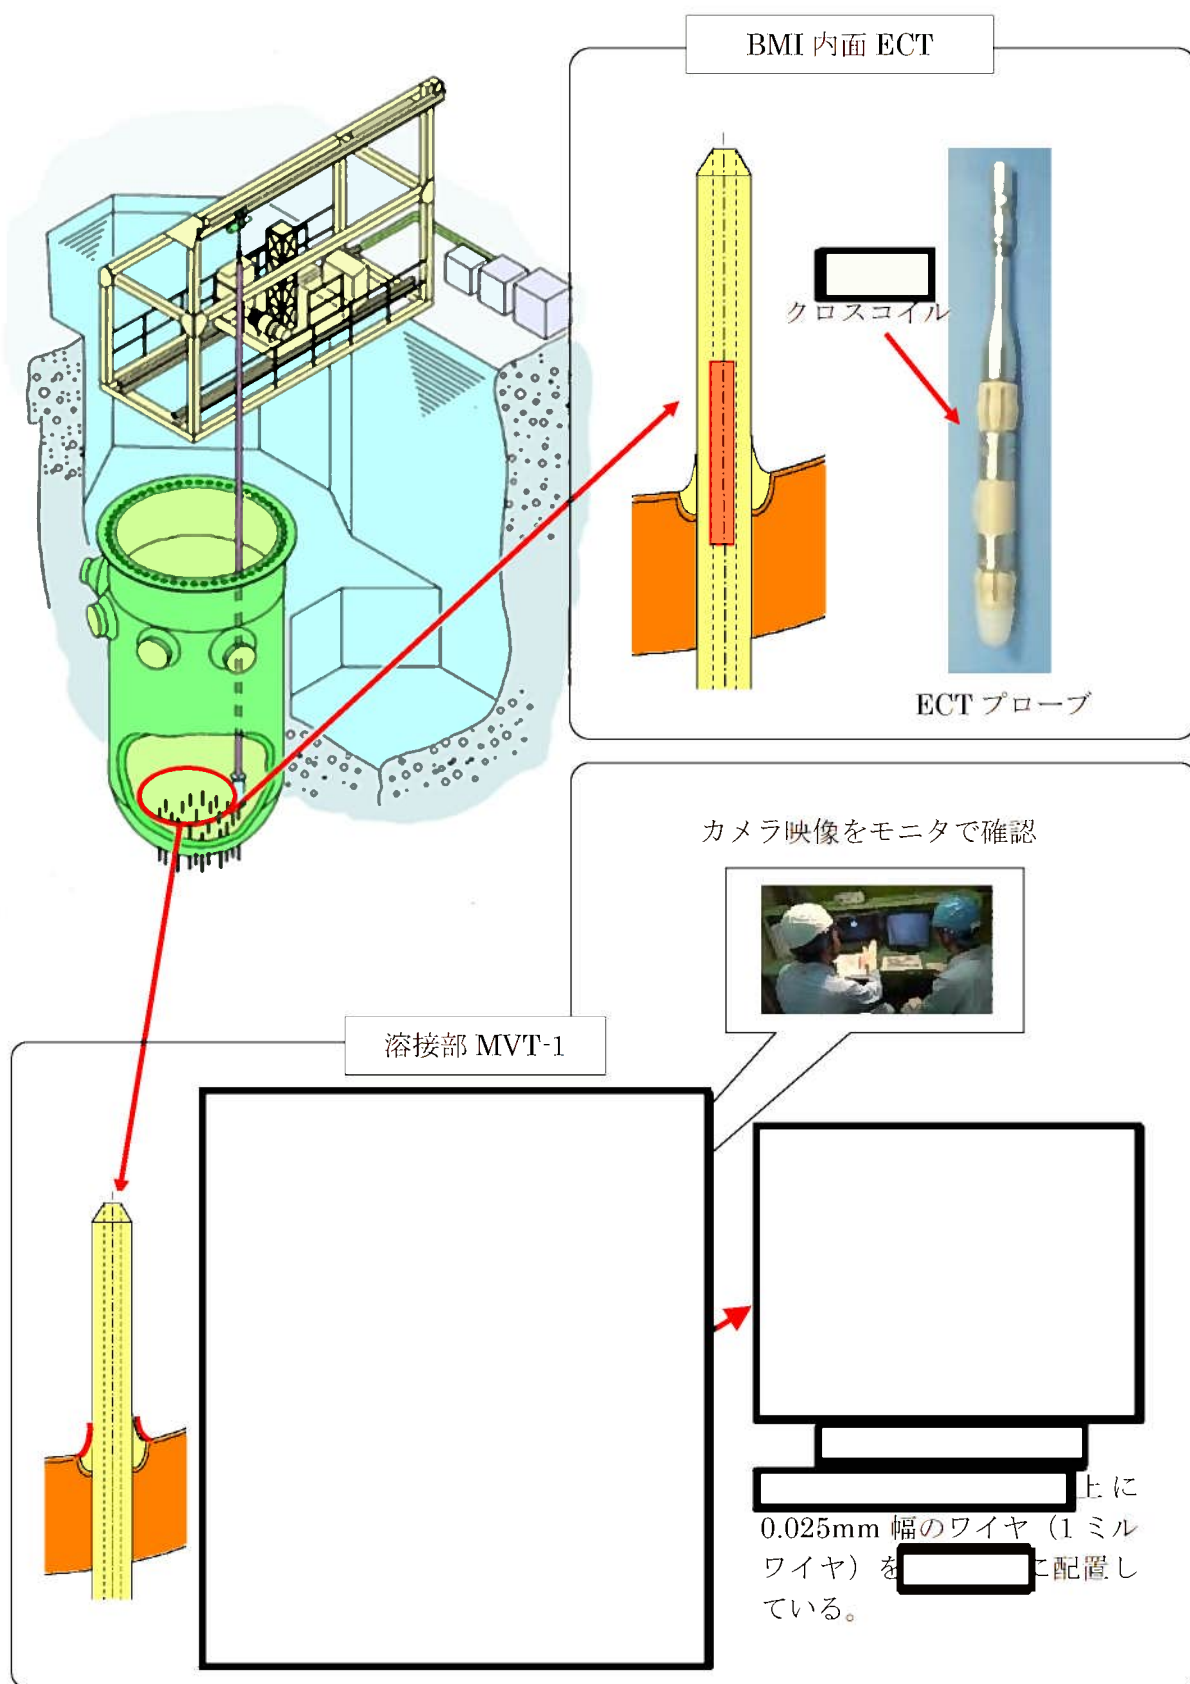 BMI 内面 ECT
クロスコイル
ECT プローブ
カメラ映像をモニタで確認
溶接部 MVT-1
上に
0.025mm 幅のワイヤ（1 ミル
ワイヤ）を に配置し
ている。